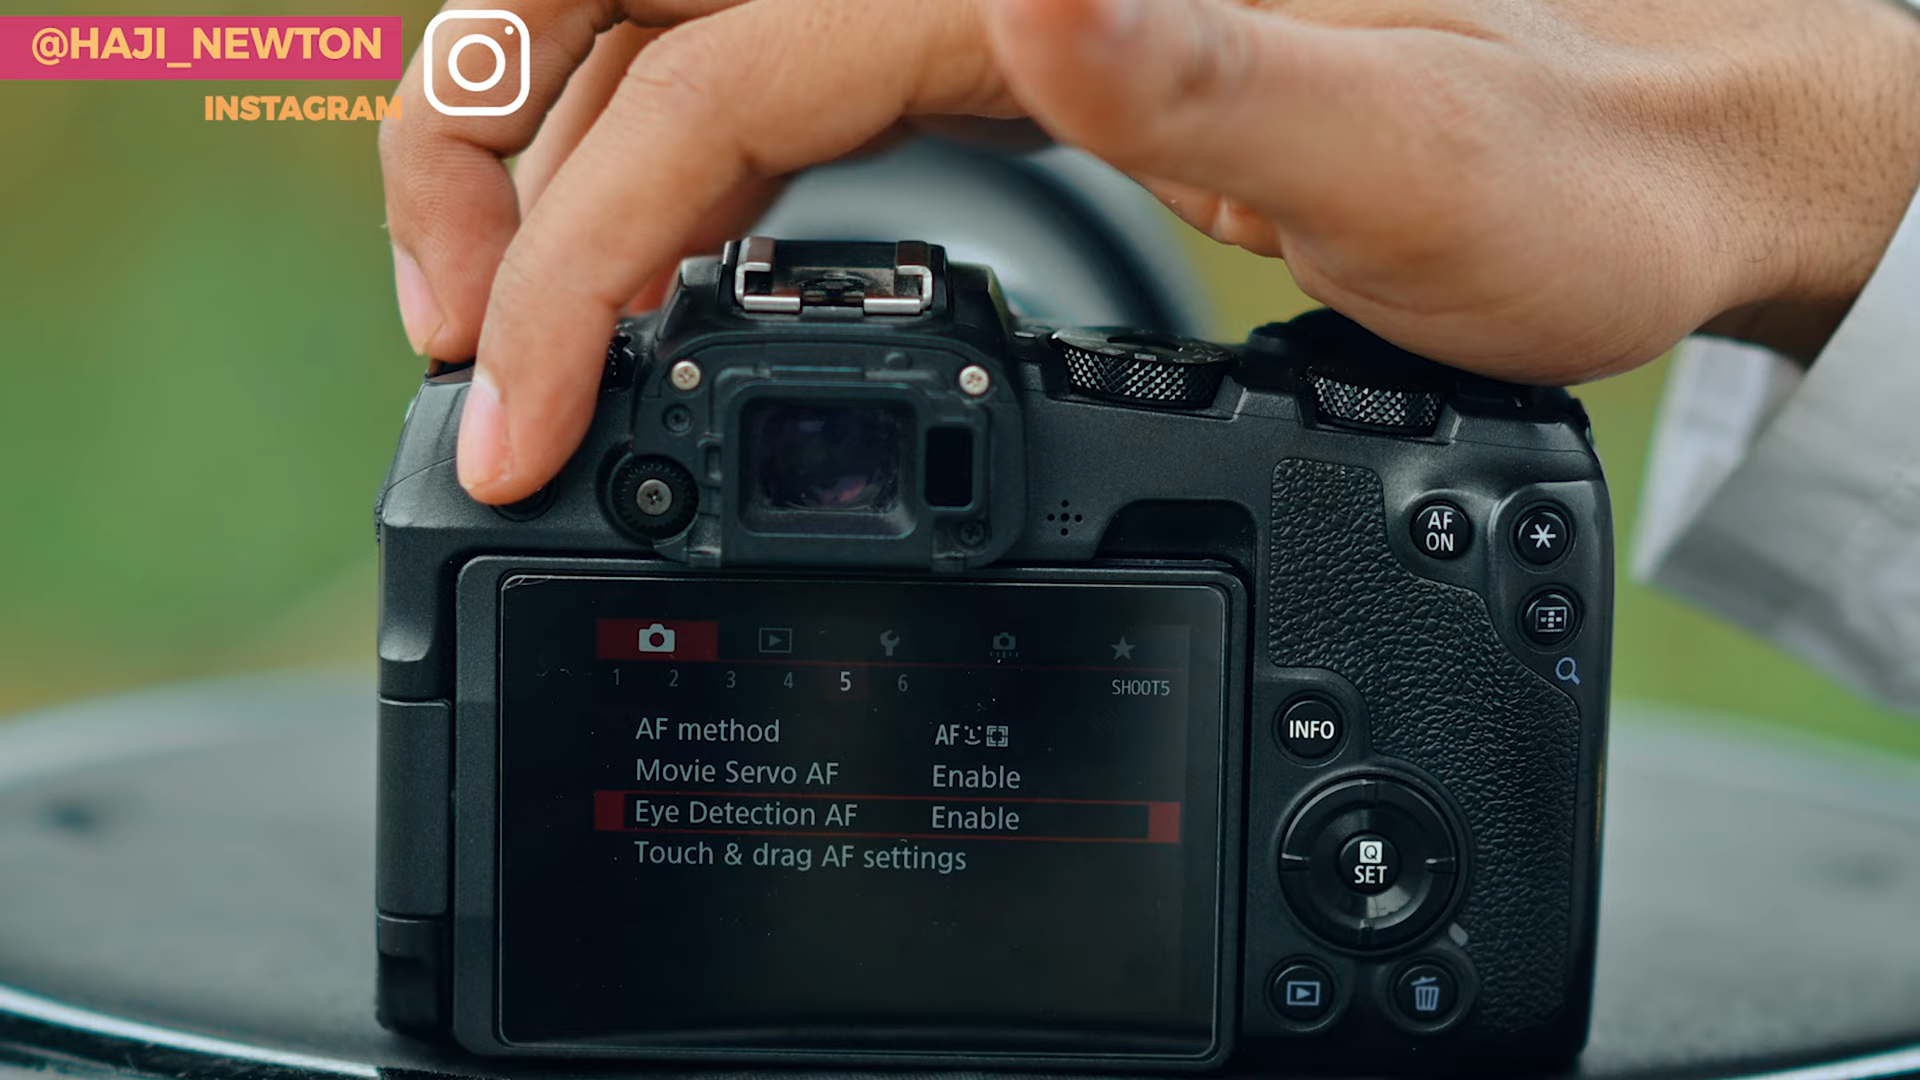 @HAJI_NEWTON
INSTAGRAM
AF
ON
1 2 3 4 5 6 SHOOT5
AF method AF
Movie Servo AF Enable
Eye Detection AF Enable
Touch & drag AF settings
INFO
Q
SET